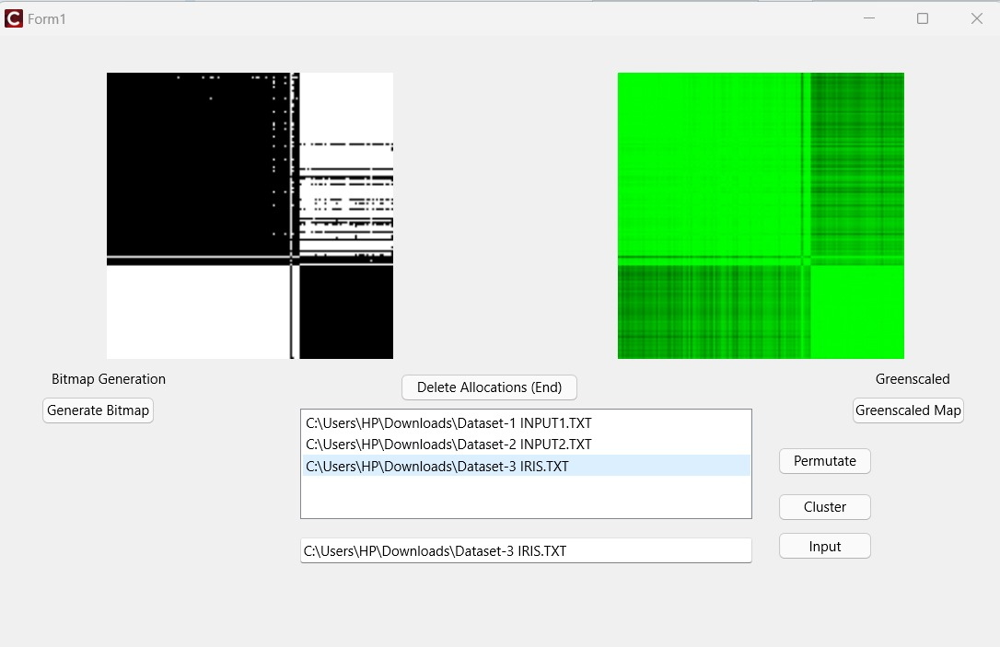 Form1
Bitmap Generation
Generate Bitmap
Delete Allocations (End)
Greenscaled
Greenscaled Map
C:\Users\HP\Downloads\Dataset-1 INPUT1.TXT
C:\Users\HP\Downloads\Dataset-2 INPUT2.TXT
C:\Users\HP\Downloads\Dataset-3 IRIS.TXT
Permutate
Cluster
Input
C:\Users\HP\Downloads\Dataset-3 IRIS.TXT